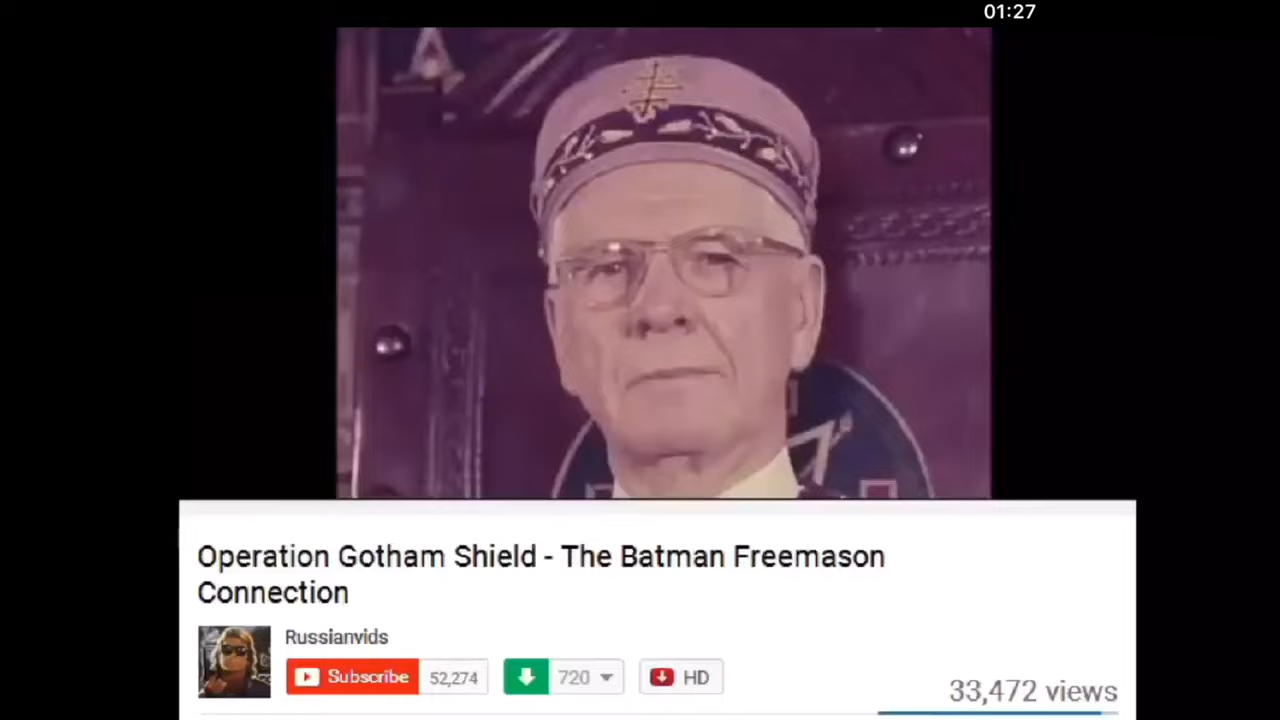 01:27
Operation Gotham Shield - The Batman Freemason
Connection
Russianvids
Subscribe 52,274 720 HD
33,472 views